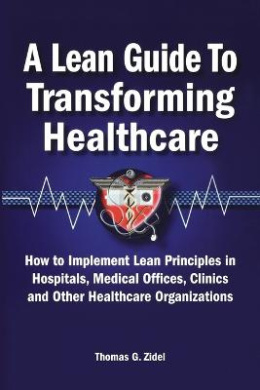 A Lean Guide To
Transforming
Healthcare
How to Implement Lean Principles in
Hospitals, Medical Offices, Clinics
and Other Healthcare Organizations
Thomas G. Zidel